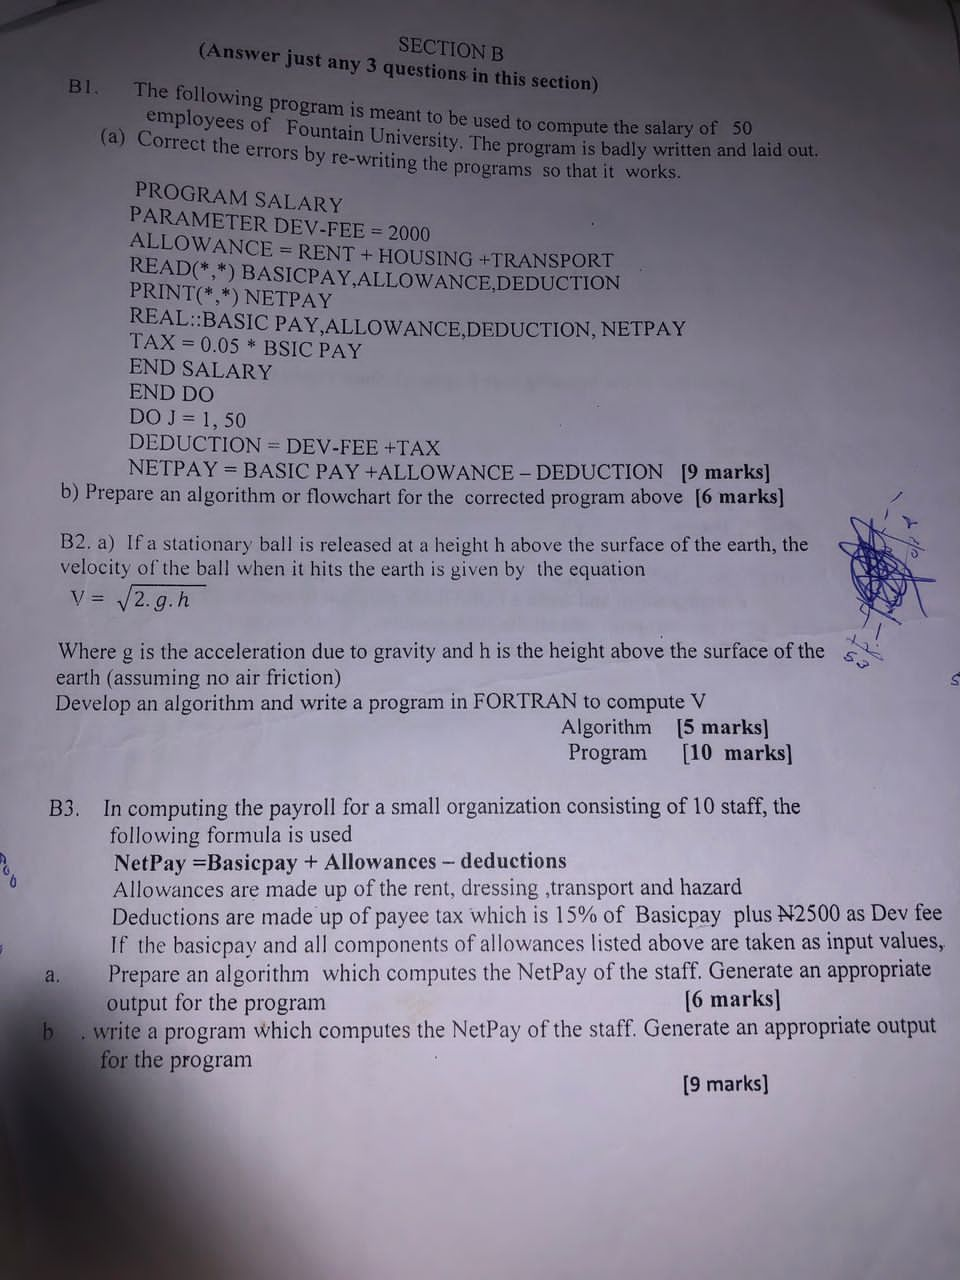 SECTION B
(Answer just any 3 questions in this section)
B1. The following program is meant to be used to compute the salary of 50
employees of Fountain University. The program is badly written and laid out.
(a) Correct the errors by re-writing the programs so that it works.
PROGRAM SALARY
PARAMETER DEV-FEE = 2000
ALLOWANCE = RENT + HOUSING +TRANSPORT
READ(*,*) BASICPAY,ALLOWANCE,DEDUCTION
PRINT(*,*) NETPAY
REAL::BASIC PAY,ALLOWANCE,DEDUCTION, NETPAY
TAX = 0.05 * BSIC PAY
END SALARY
END DO
DO J = 1, 50
DEDUCTION = DEV-FEE +TAX
NETPAY = BASIC PAY +ALLOWANCE – DEDUCTION [9 marks]
b) Prepare an algorithm or flowchart for the corrected program above [6 marks]
B2. a) If a stationary ball is released at a height h above the surface of the earth, the
velocity of the ball when it hits the earth is given by the equation
V = √2.g.h
Where g is the acceleration due to gravity and h is the height above the surface of the
earth (assuming no air friction)
Develop an algorithm and write a program in FORTRAN to compute V
Algorithm [5 marks]
Program [10 marks]
B3. In computing the payroll for a small organization consisting of 10 staff, the
following formula is used
NetPay =Basicpay + Allowances – deductions
Allowances are made up of the rent, dressing ,transport and hazard
Deductions are made up of payee tax which is 15% of Basicpay plus ₦2500 as Dev fee
If the basicpay and all components of allowances listed above are taken as input values,
a. Prepare an algorithm which computes the NetPay of the staff. Generate an appropriate
output for the program [6 marks]
b . write a program which computes the NetPay of the staff. Generate an appropriate output
for the program
[9 marks]